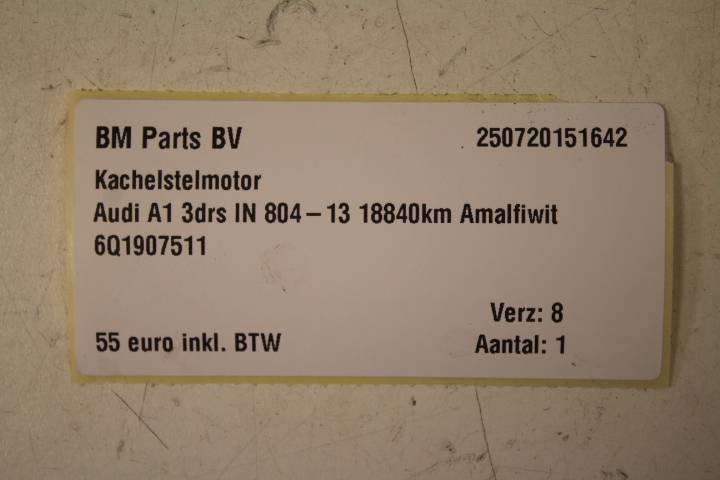 BM Parts BV 250720151642
Kachelstelmotor
Audi A1 3drs IN 804 – 13 18840km Amalfiwit
6Q1907511
Verz: 8
55 euro inkl. BTW Aantal: 1